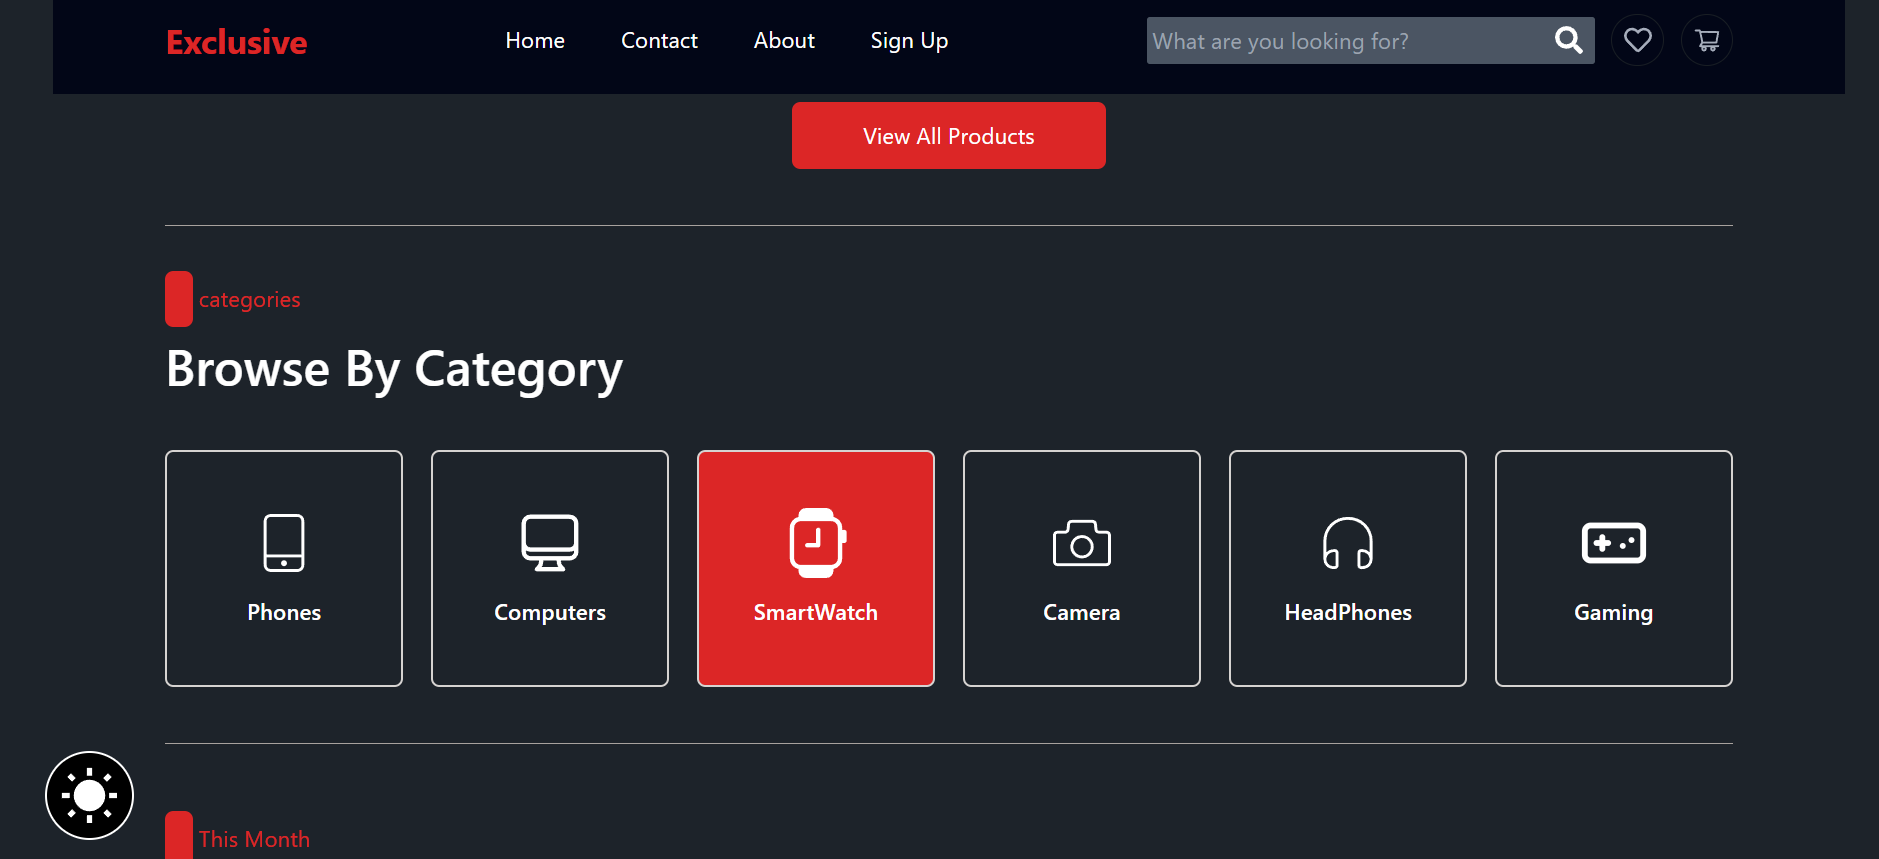 Exclusive Home Contact About Sign Up What are you looking for?
View All Products
categories
Browse By Category
Phones Computers SmartWatch Camera HeadPhones Gaming
This Month